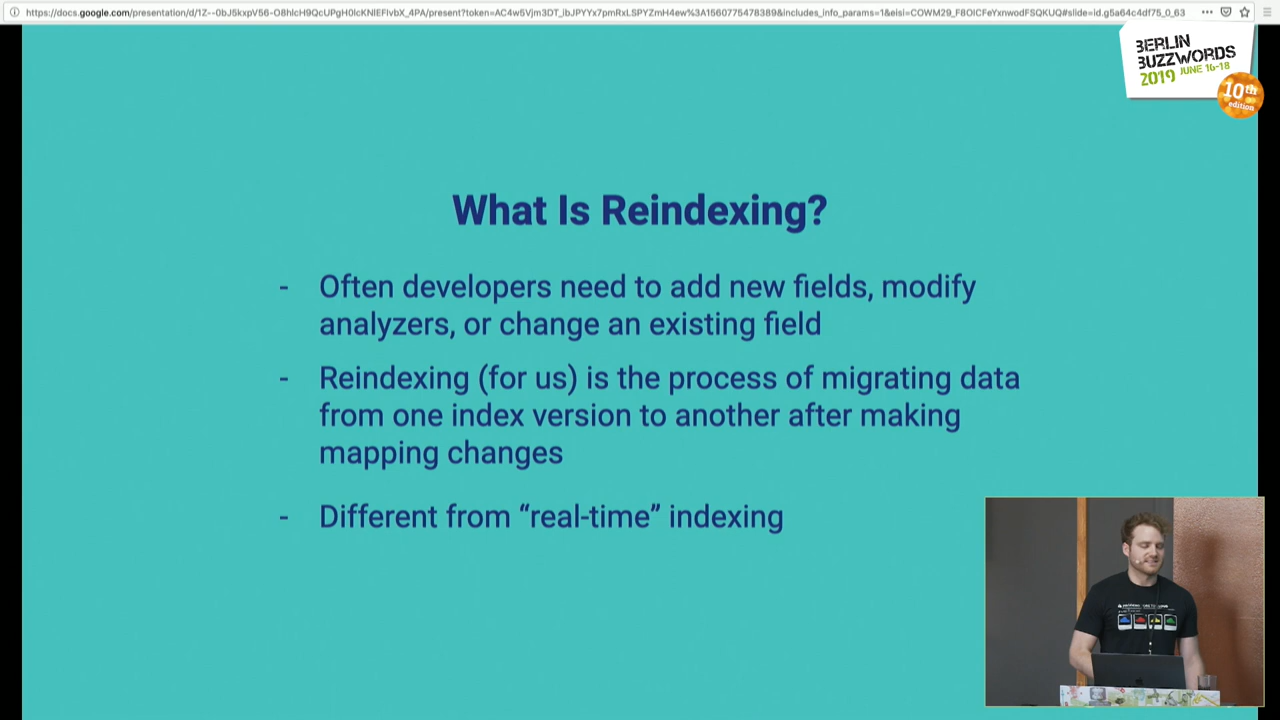 BERLIN
BUZZWORDS
2019 JUNE 16-18
10th
edition
What Is Reindexing?
- Often developers need to add new fields, modify
analyzers, or change an existing field
- Reindexing (for us) is the process of migrating data
from one index version to another after making
mapping changes
- Different from “real-time” indexing